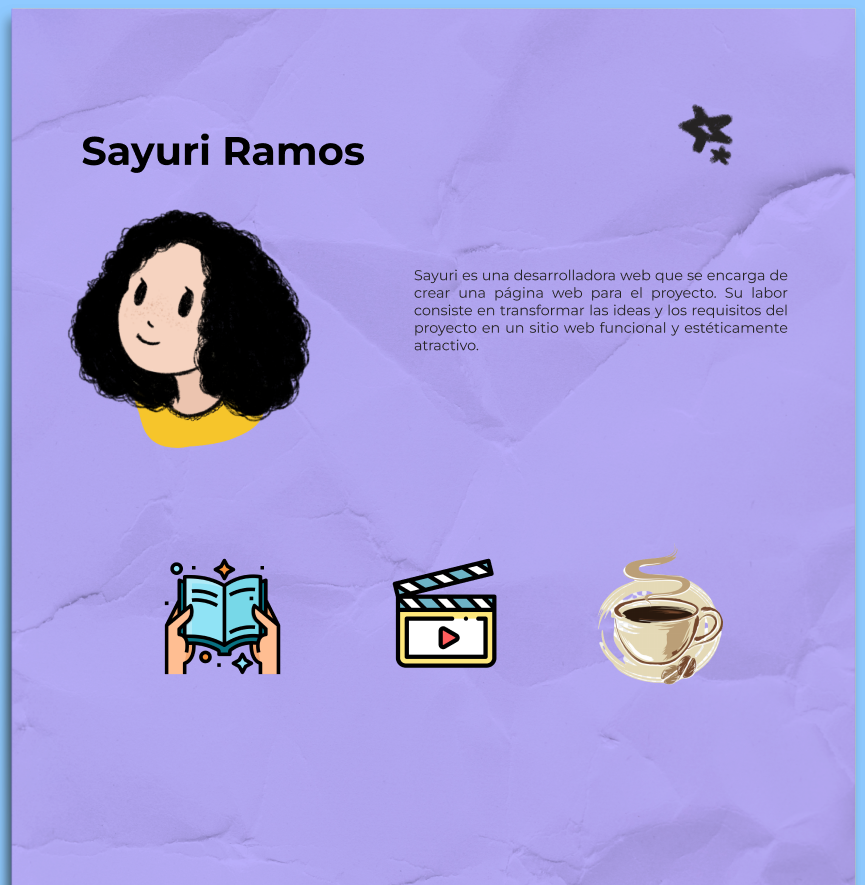 Sayuri Ramos
Sayuri es una desarrolladora web que se encarga de
crear una página web para el proyecto. Su labor
consiste en transformar las ideas y los requisitos del
proyecto en un sitio web funcional y estéticamente
atractivo.